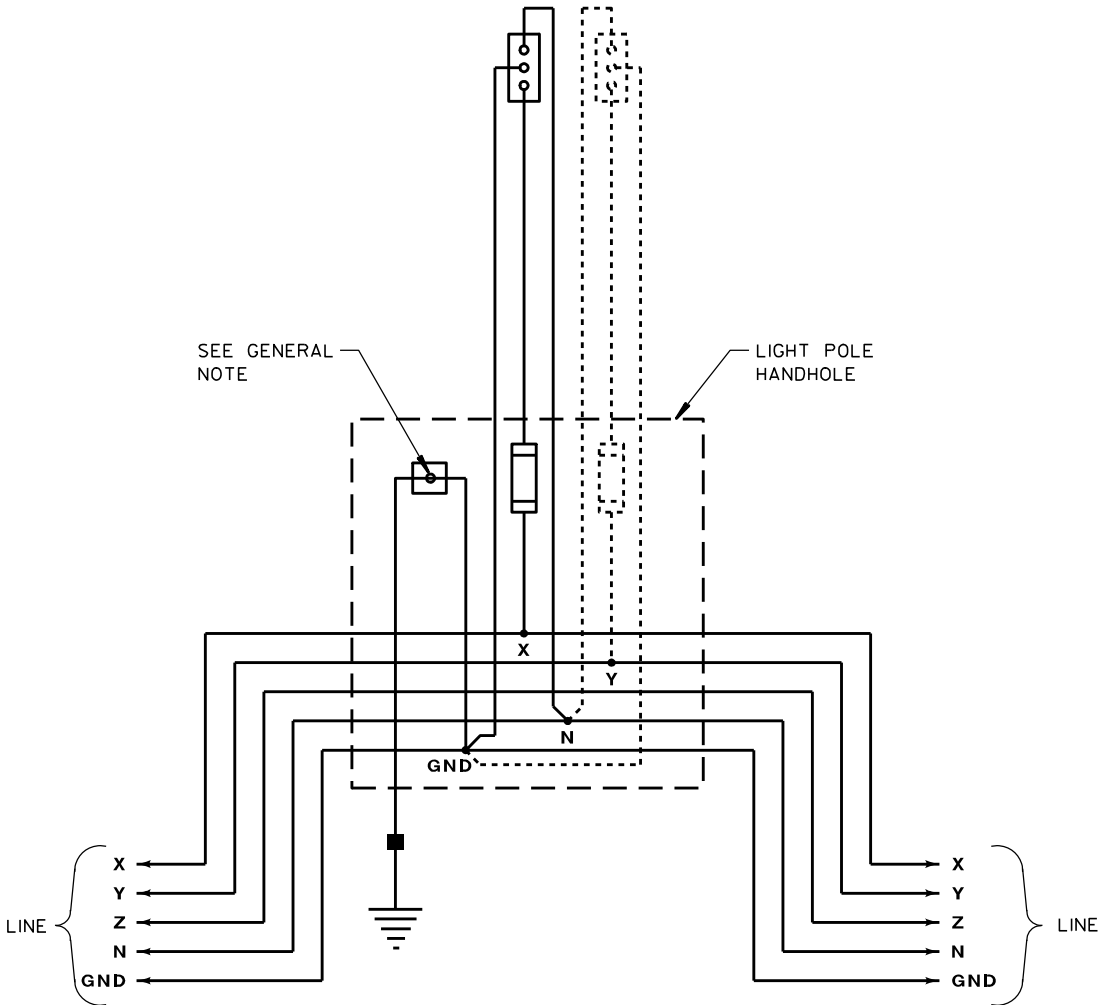 SEE GENERAL
NOTE
LIGHT POLE
HANDHOLE
X
Y
N
GND
LINE
X
Y
Z
N
GND
X
Y
Z
N
GND
LINE